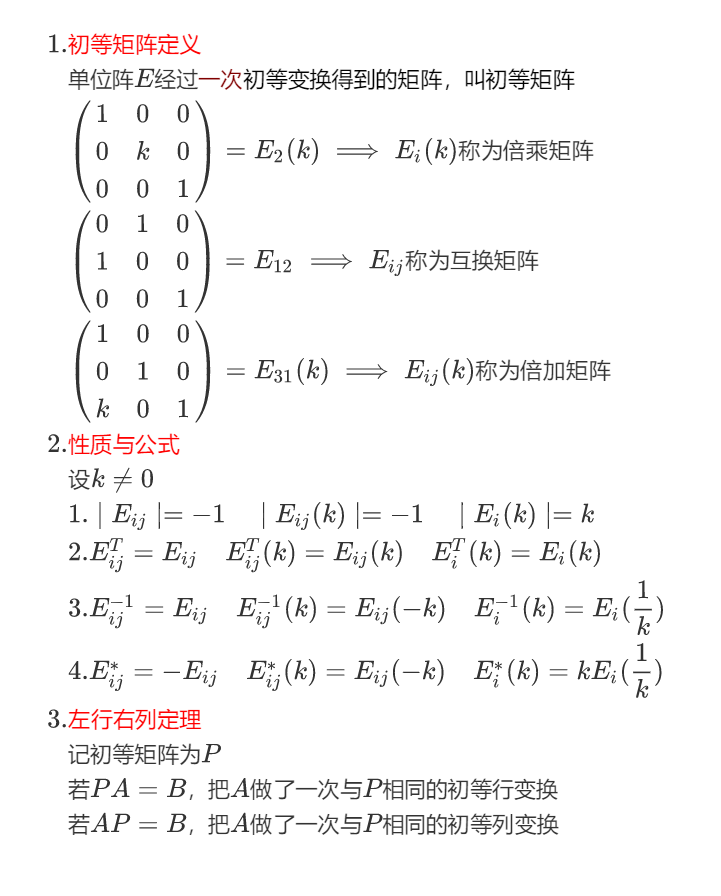 1.初等矩阵定义
单位阵E经过一次初等变换得到的矩阵，叫初等矩阵
$\begin{pmatrix} 1 & 0 & 0 \\ 0 & k & 0 \\ 0 & 0 & 1 \end{pmatrix} = E_2(k) \implies E_i(k)$称为倍乘矩阵
$\begin{pmatrix} 0 & 1 & 0 \\ 1 & 0 & 0 \\ 0 & 0 & 1 \end{pmatrix} = E_{12} \implies E_{ij}$称为互换矩阵
$\begin{pmatrix} 1 & 0 & 0 \\ 0 & 1 & 0 \\ k & 0 & 1 \end{pmatrix} = E_{31}(k) \implies E_{ij}(k)$称为倍加矩阵
2.性质与公式
设$k \neq 0$
1. $| E_{ij} |= -1 \quad | E_{ij}(k) |= -1 \quad | E_i(k) |= k$
2. $E_{ij}^T = E_{ij} \quad E_{ij}^T(k) = E_{ij}(k) \quad E_i^T(k) = E_i(k)$
3. $E_{ij}^{-1} = E_{ij} \quad E_{ij}^{-1}(k) = E_{ij}(-k) \quad E_i^{-1}(k) = E_i(\frac{1}{k})$
4. $E_{ij}^* = -E_{ij} \quad E_{ij}^*(k) = E_{ij}(-k) \quad E_i^*(k) = kE_i(\frac{1}{k})$
3.左行右列定理
记初等矩阵为P
若PA = B，把A做了一次与P相同的初等行变换
若AP = B，把A做了一次与P相同的初等列变换